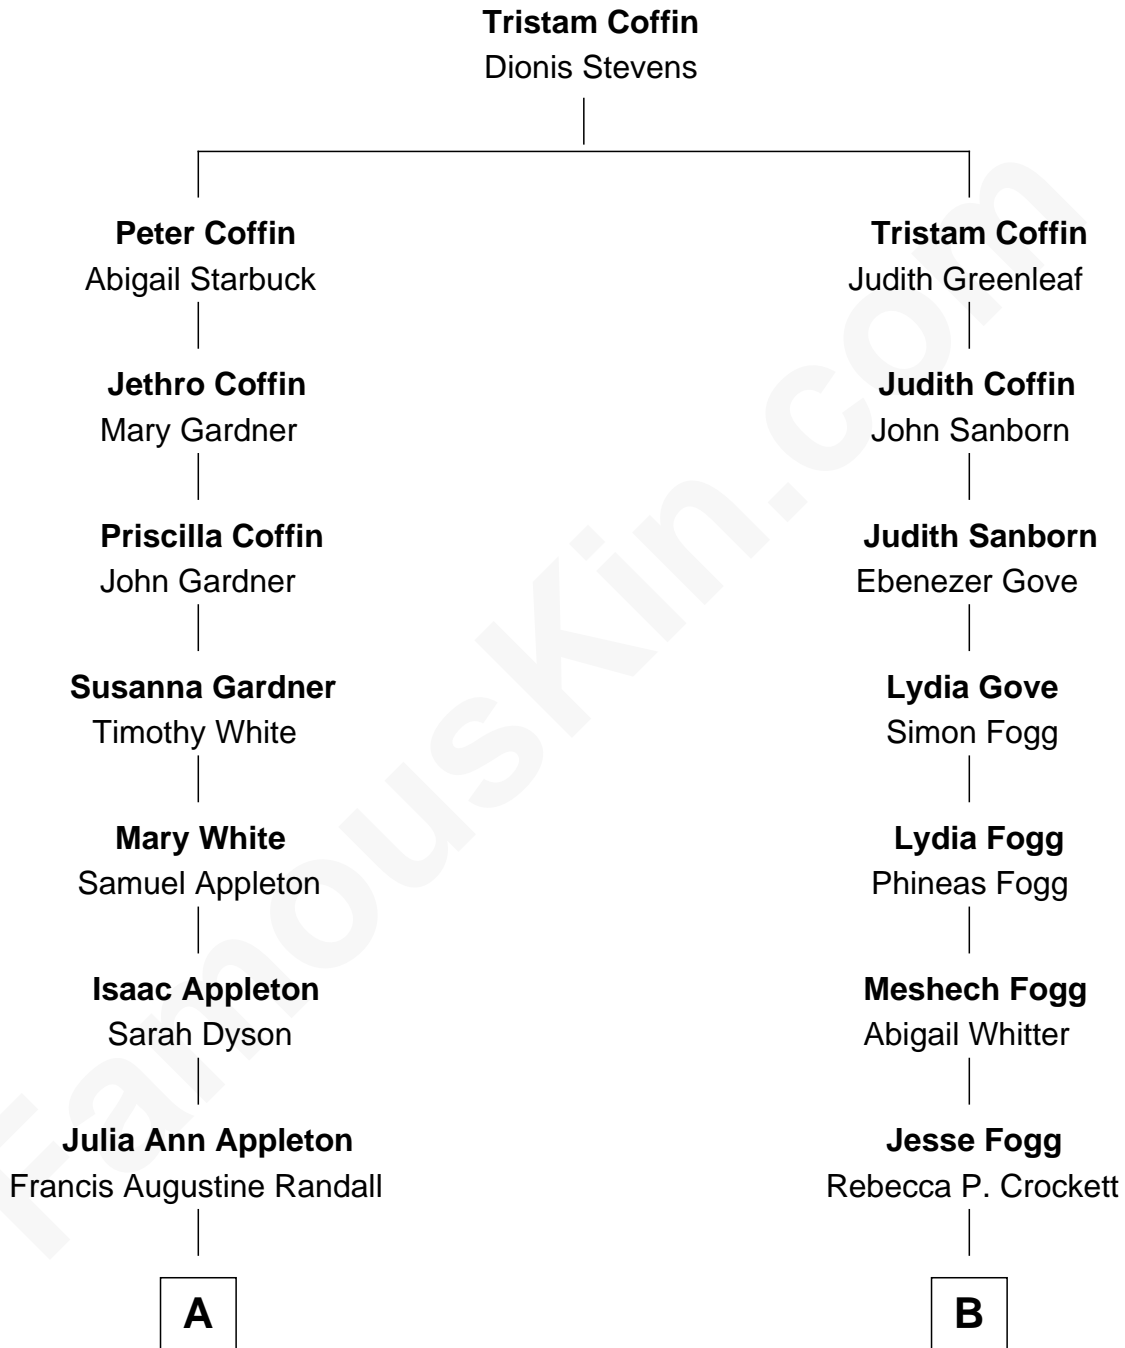 Tristam Coffin
Dionis Stevens
Peter Coffin
Abigail Starbuck
Jethro Coffin
Mary Gardner
Priscilla Coffin
John Gardner
Susanna Gardner
Timothy White
Mary White
Samuel Appleton
Isaac Appleton
Sarah Dyson
Julia Ann Appleton
Francis Augustine Randall
A
Tristam Coffin
Judith Greenleaf
Judith Coffin
John Sanborn
Judith Sanborn
Ebenezer Gove
Lydia Gove
Simon Fogg
Lydia Fogg
Phineas Fogg
Meshech Fogg
Abigail Whitter
Jesse Fogg
Rebecca P. Crockett
B
FamousKin.com